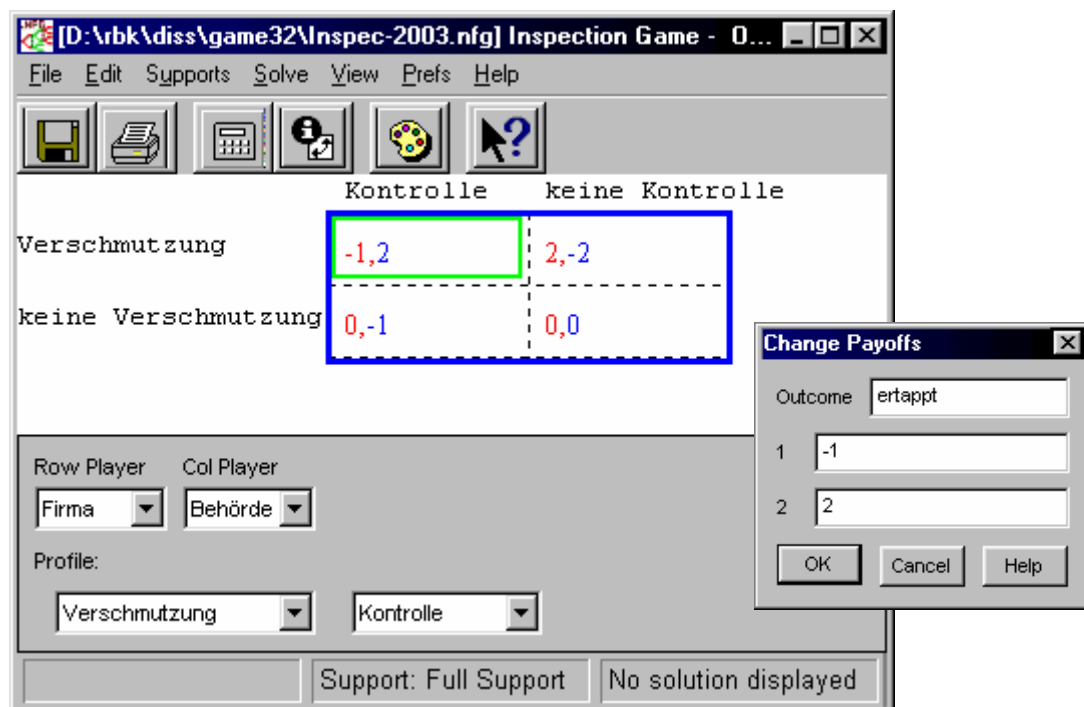 [D:\rbk\diss\game32\Inspec-2003.nfg] Inspection Game - O...
File Edit Supports Solve View Prefs Help
Kontrolle keine Kontrolle
Verschmutzung -1,2 2,-2
keine Verschmutzung 0,-1 0,0
Row Player Col Player
Firma Behörde
Profile:
Verschmutzung Kontrolle
Support: Full Support No solution displayed
Change Payoffs
Outcome ertappt
1 -1
2 2
OK Cancel Help